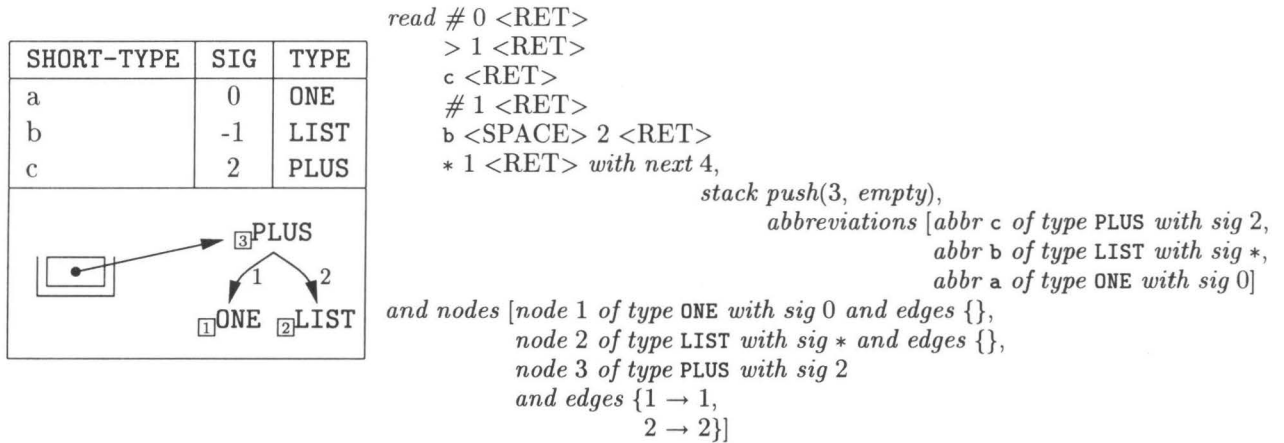 SHORT-TYPE SIG TYPE
a 0 ONE
b -1 LIST
c 2 PLUS
3 PLUS
1 2
1 ONE 2 LIST
read # 0 <RET>
> 1 <RET>
c <RET>
# 1 <RET>
b <SPACE> 2 <RET>
* 1 <RET> with next 4,
stack push(3, empty),
abbreviations [abbr c of type PLUS with sig 2,
abbr b of type LIST with sig *,
abbr a of type ONE with sig 0]
and nodes [node 1 of type ONE with sig 0 and edges {},
node 2 of type LIST with sig * and edges {},
node 3 of type PLUS with sig 2
and edges {1 → 1,
2 → 2}]